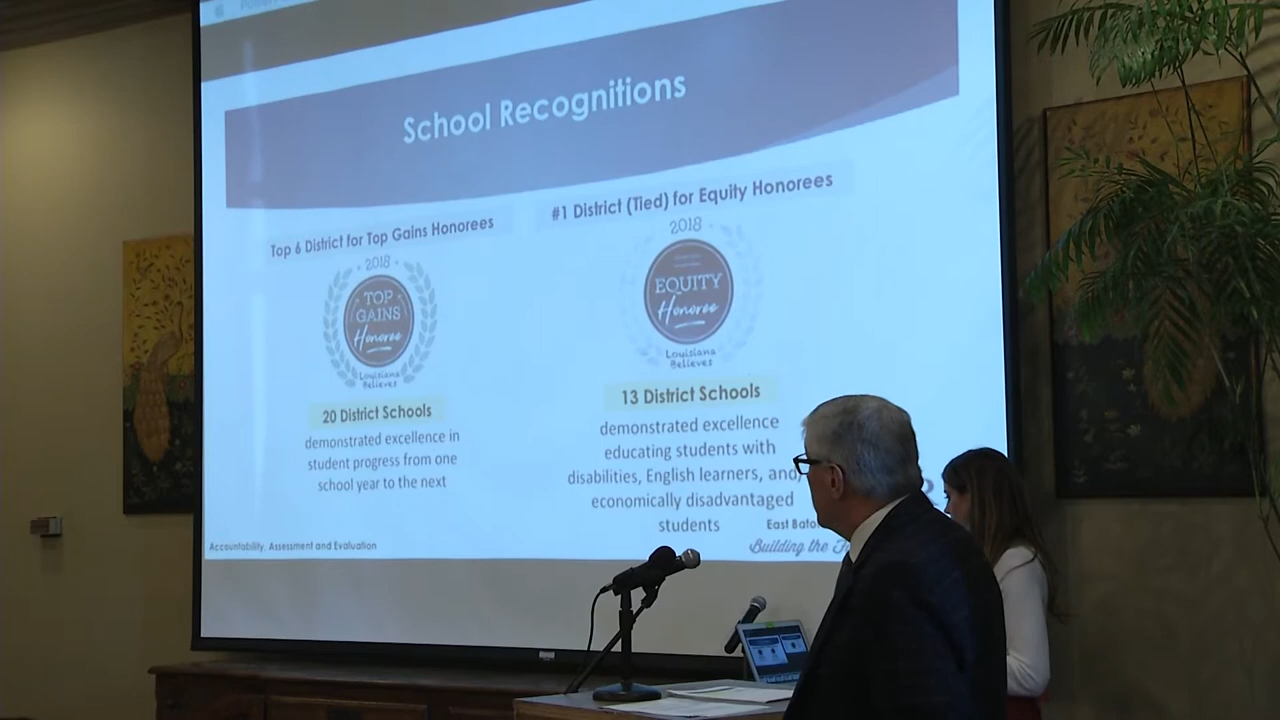 School Recognitions
Top 6 District for Top Gains Honorees
2018
TOP
GAINS
Honoree
Louisiana
Believes
20 District Schools
demonstrated excellence in
student progress from one
school year to the next
#1 District (Tied) for Equity Honorees
2018
EQUITY
Honoree
Louisiana
Believes
13 District Schools
demonstrated excellence
educating students with
disabilities, English learners, and
economically disadvantaged
students
East
Building the
Accountability, Assessment and Evaluation